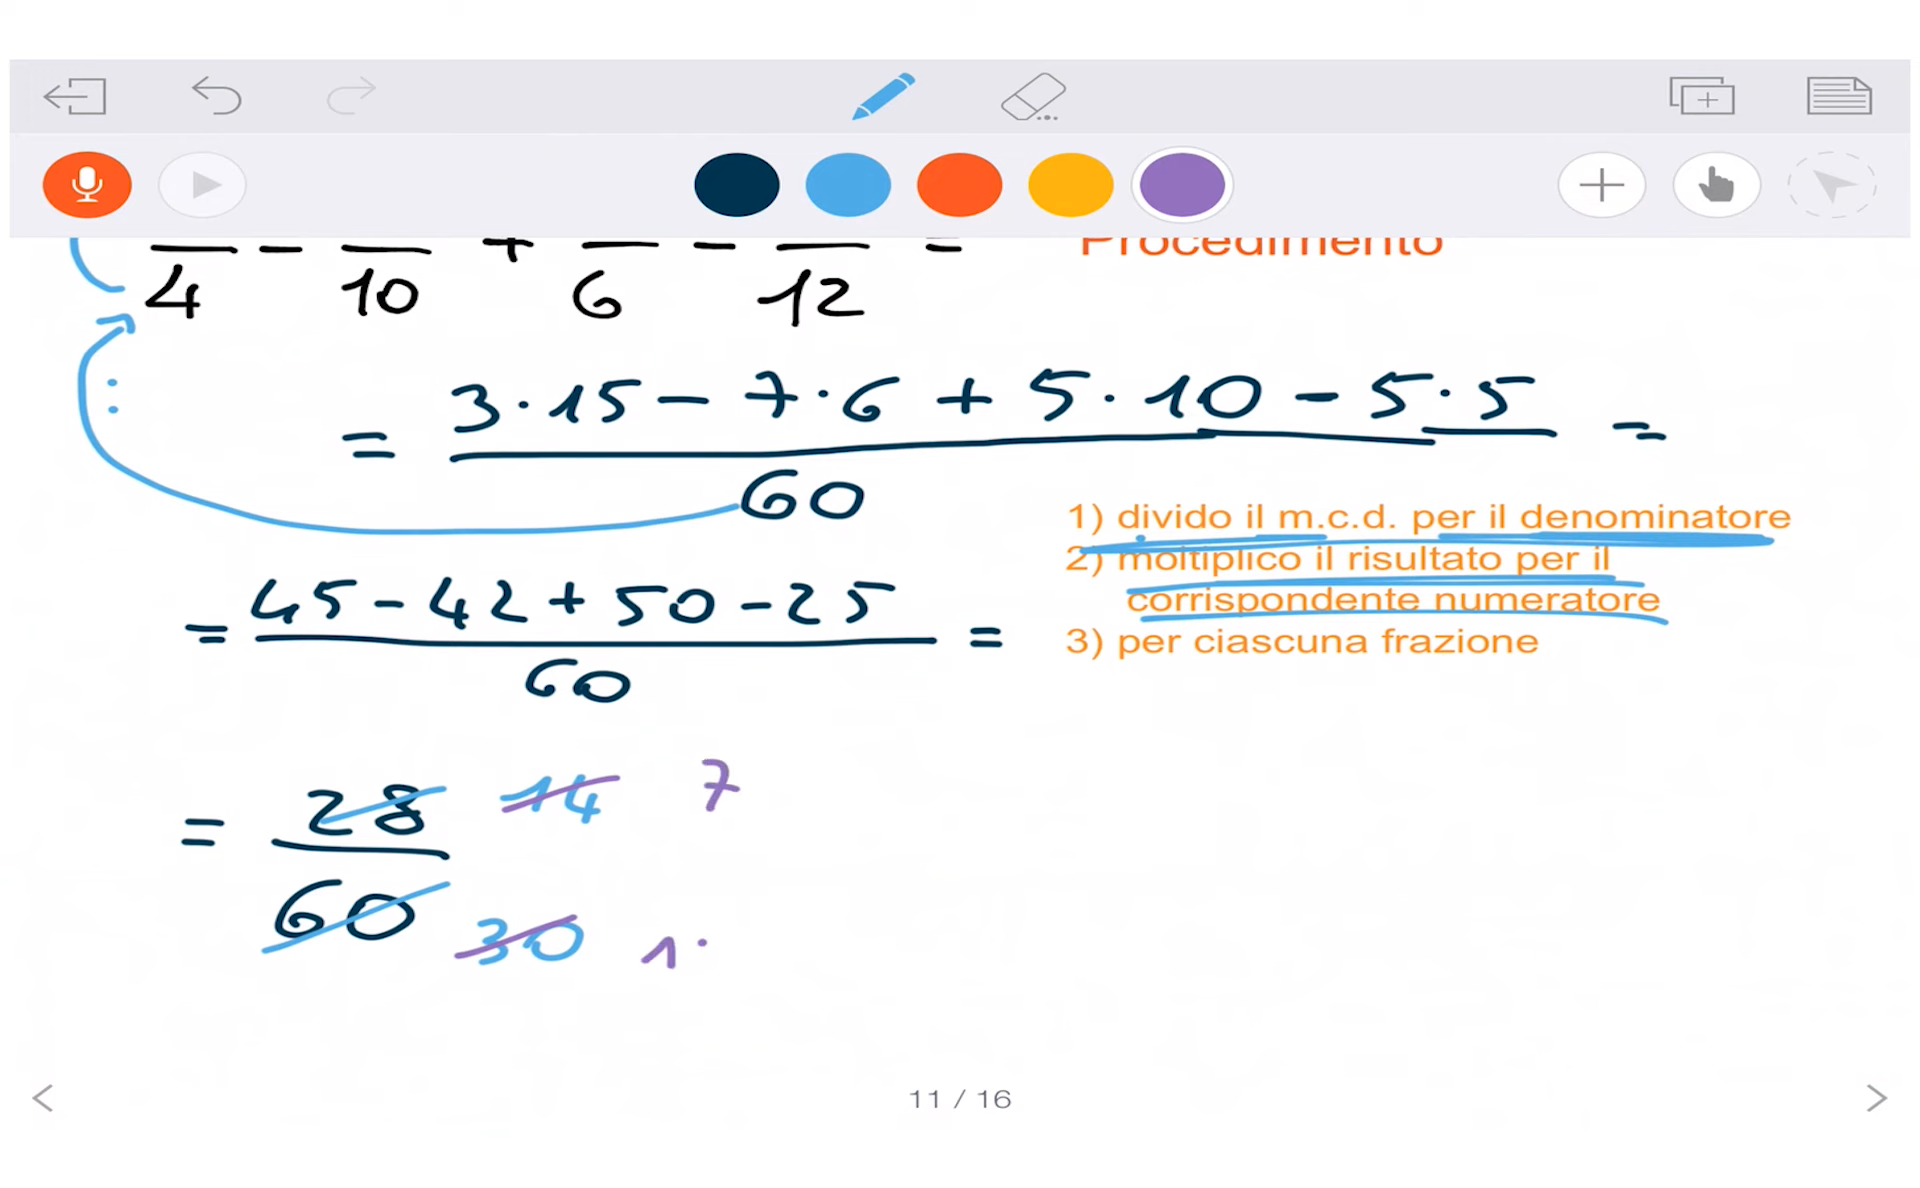 Procedimento
4 - 10 + 6 - 12 =
= 3·15 - 7·6 + 5·10 - 5·5 =
60
1) divido il m.c.d. per il denominatore
2) moltiplico il risultato per il
corrispondente numeratore
3) per ciascuna frazione
:
= 45 - 42 + 50 - 25 =
60
= 28 14 7
60 30 1
11 / 16